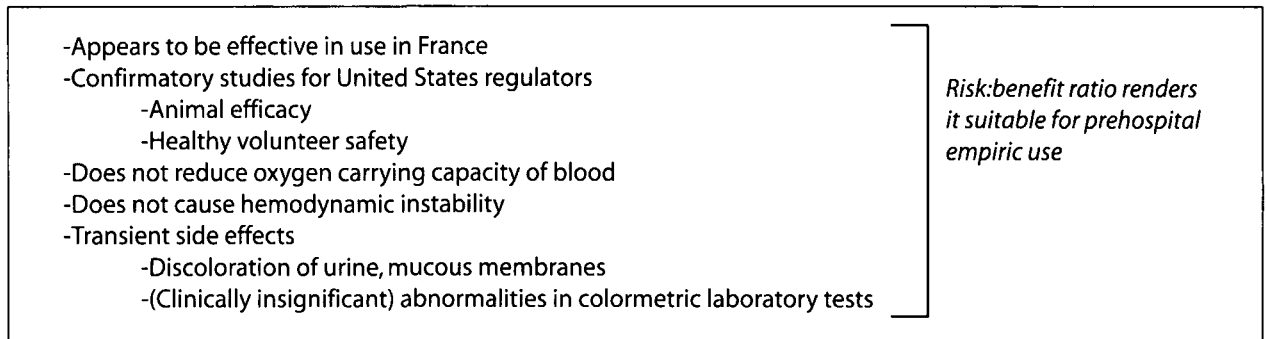 -Appears to be effective in use in France
-Confirmatory studies for United States regulators
-Animal efficacy
-Healthy volunteer safety
-Does not reduce oxygen carrying capacity of blood
-Does not cause hemodynamic instability
-Transient side effects
-Discoloration of urine, mucous membranes
-(Clinically insignificant) abnormalities in colormetric laboratory tests
Risk:benefit ratio renders
it suitable for prehospital
empiric use